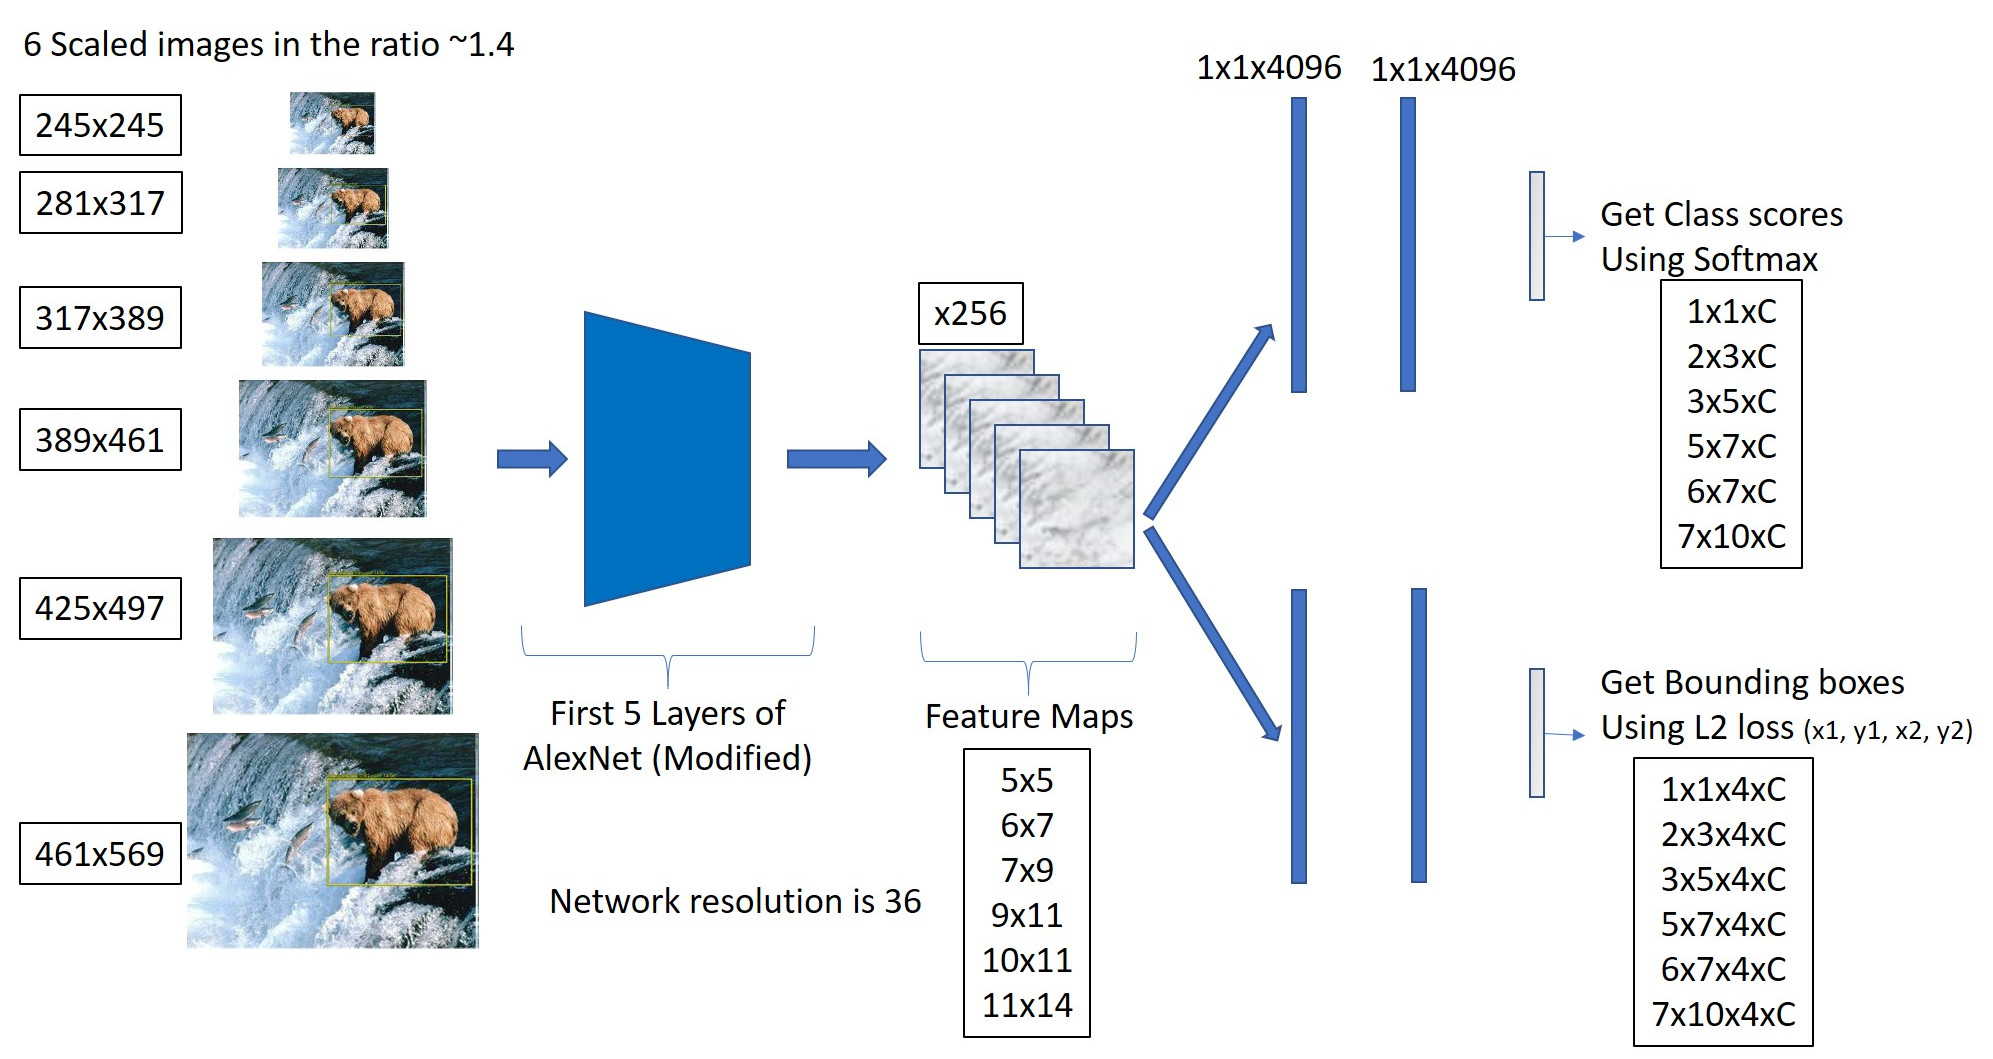 6 Scaled images in the ratio ~1.4
245x245
281x317
317x389
389x461
425x497
461x569
First 5 Layers of
AlexNet (Modified)
Network resolution is 36
x256
Feature Maps
5x5
6x7
7x9
9x11
10x11
11x14
1x1x4096
1x1x4096
Get Class scores
Using Softmax
1x1xC
2x3xC
3x5xC
5x7xC
6x7xC
7x10xC
Get Bounding boxes
Using L2 loss (x1, y1, x2, y2)
1x1x4xC
2x3x4xC
3x5x4xC
5x7x4xC
6x7x4xC
7x10x4xC